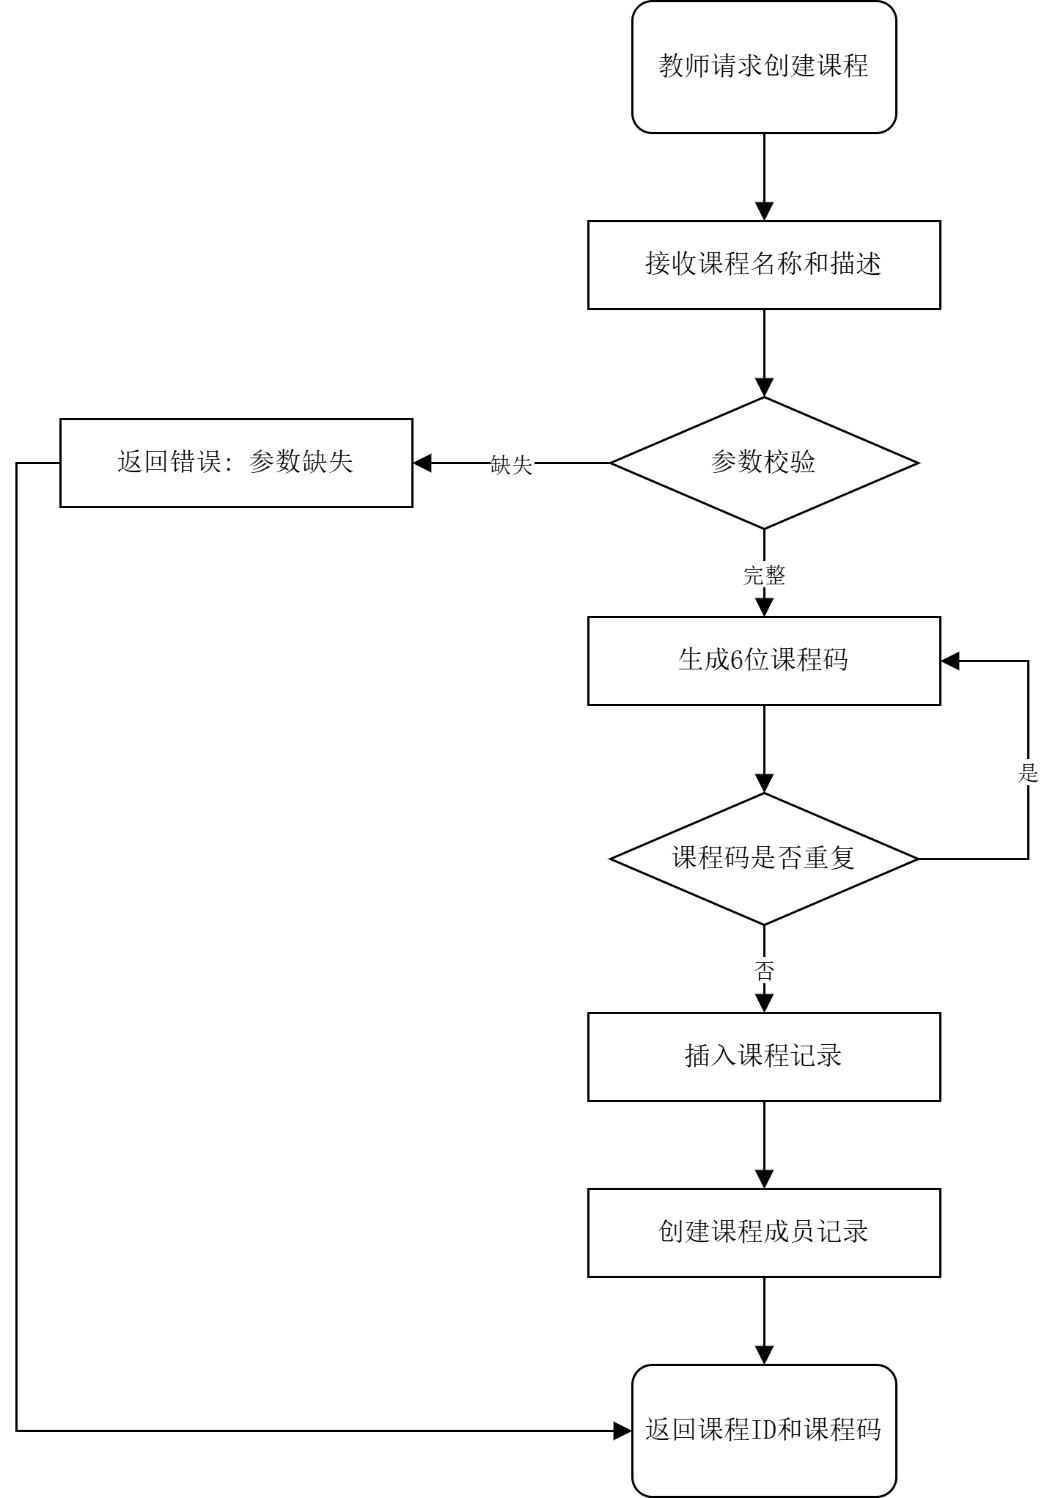 教师请求创建课程
接收课程名称和描述
返回错误: 参数缺失
缺失
参数校验
完整
生成6位课程码
是
课程码是否重复
否
插入课程记录
创建课程成员记录
返回课程ID和课程码